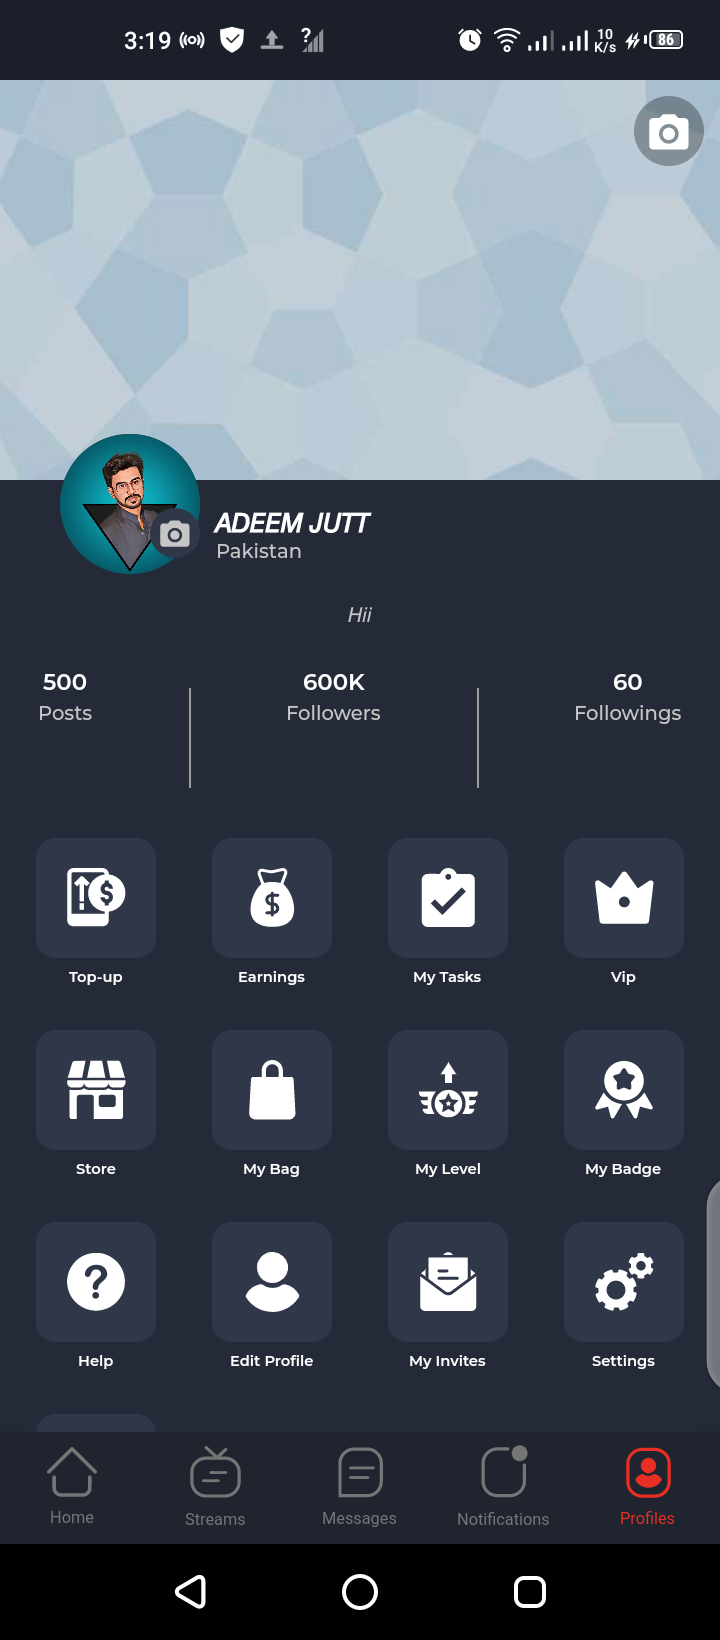 3:19 ? 10 K/s 86
ADEEM JUTT
Pakistan
Hii
500 600K 60
Posts Followers Followings
Top-up Earnings My Tasks Vip
Store My Bag My Level My Badge
Help Edit Profile My Invites Settings
Home Streams Messages Notifications Profiles